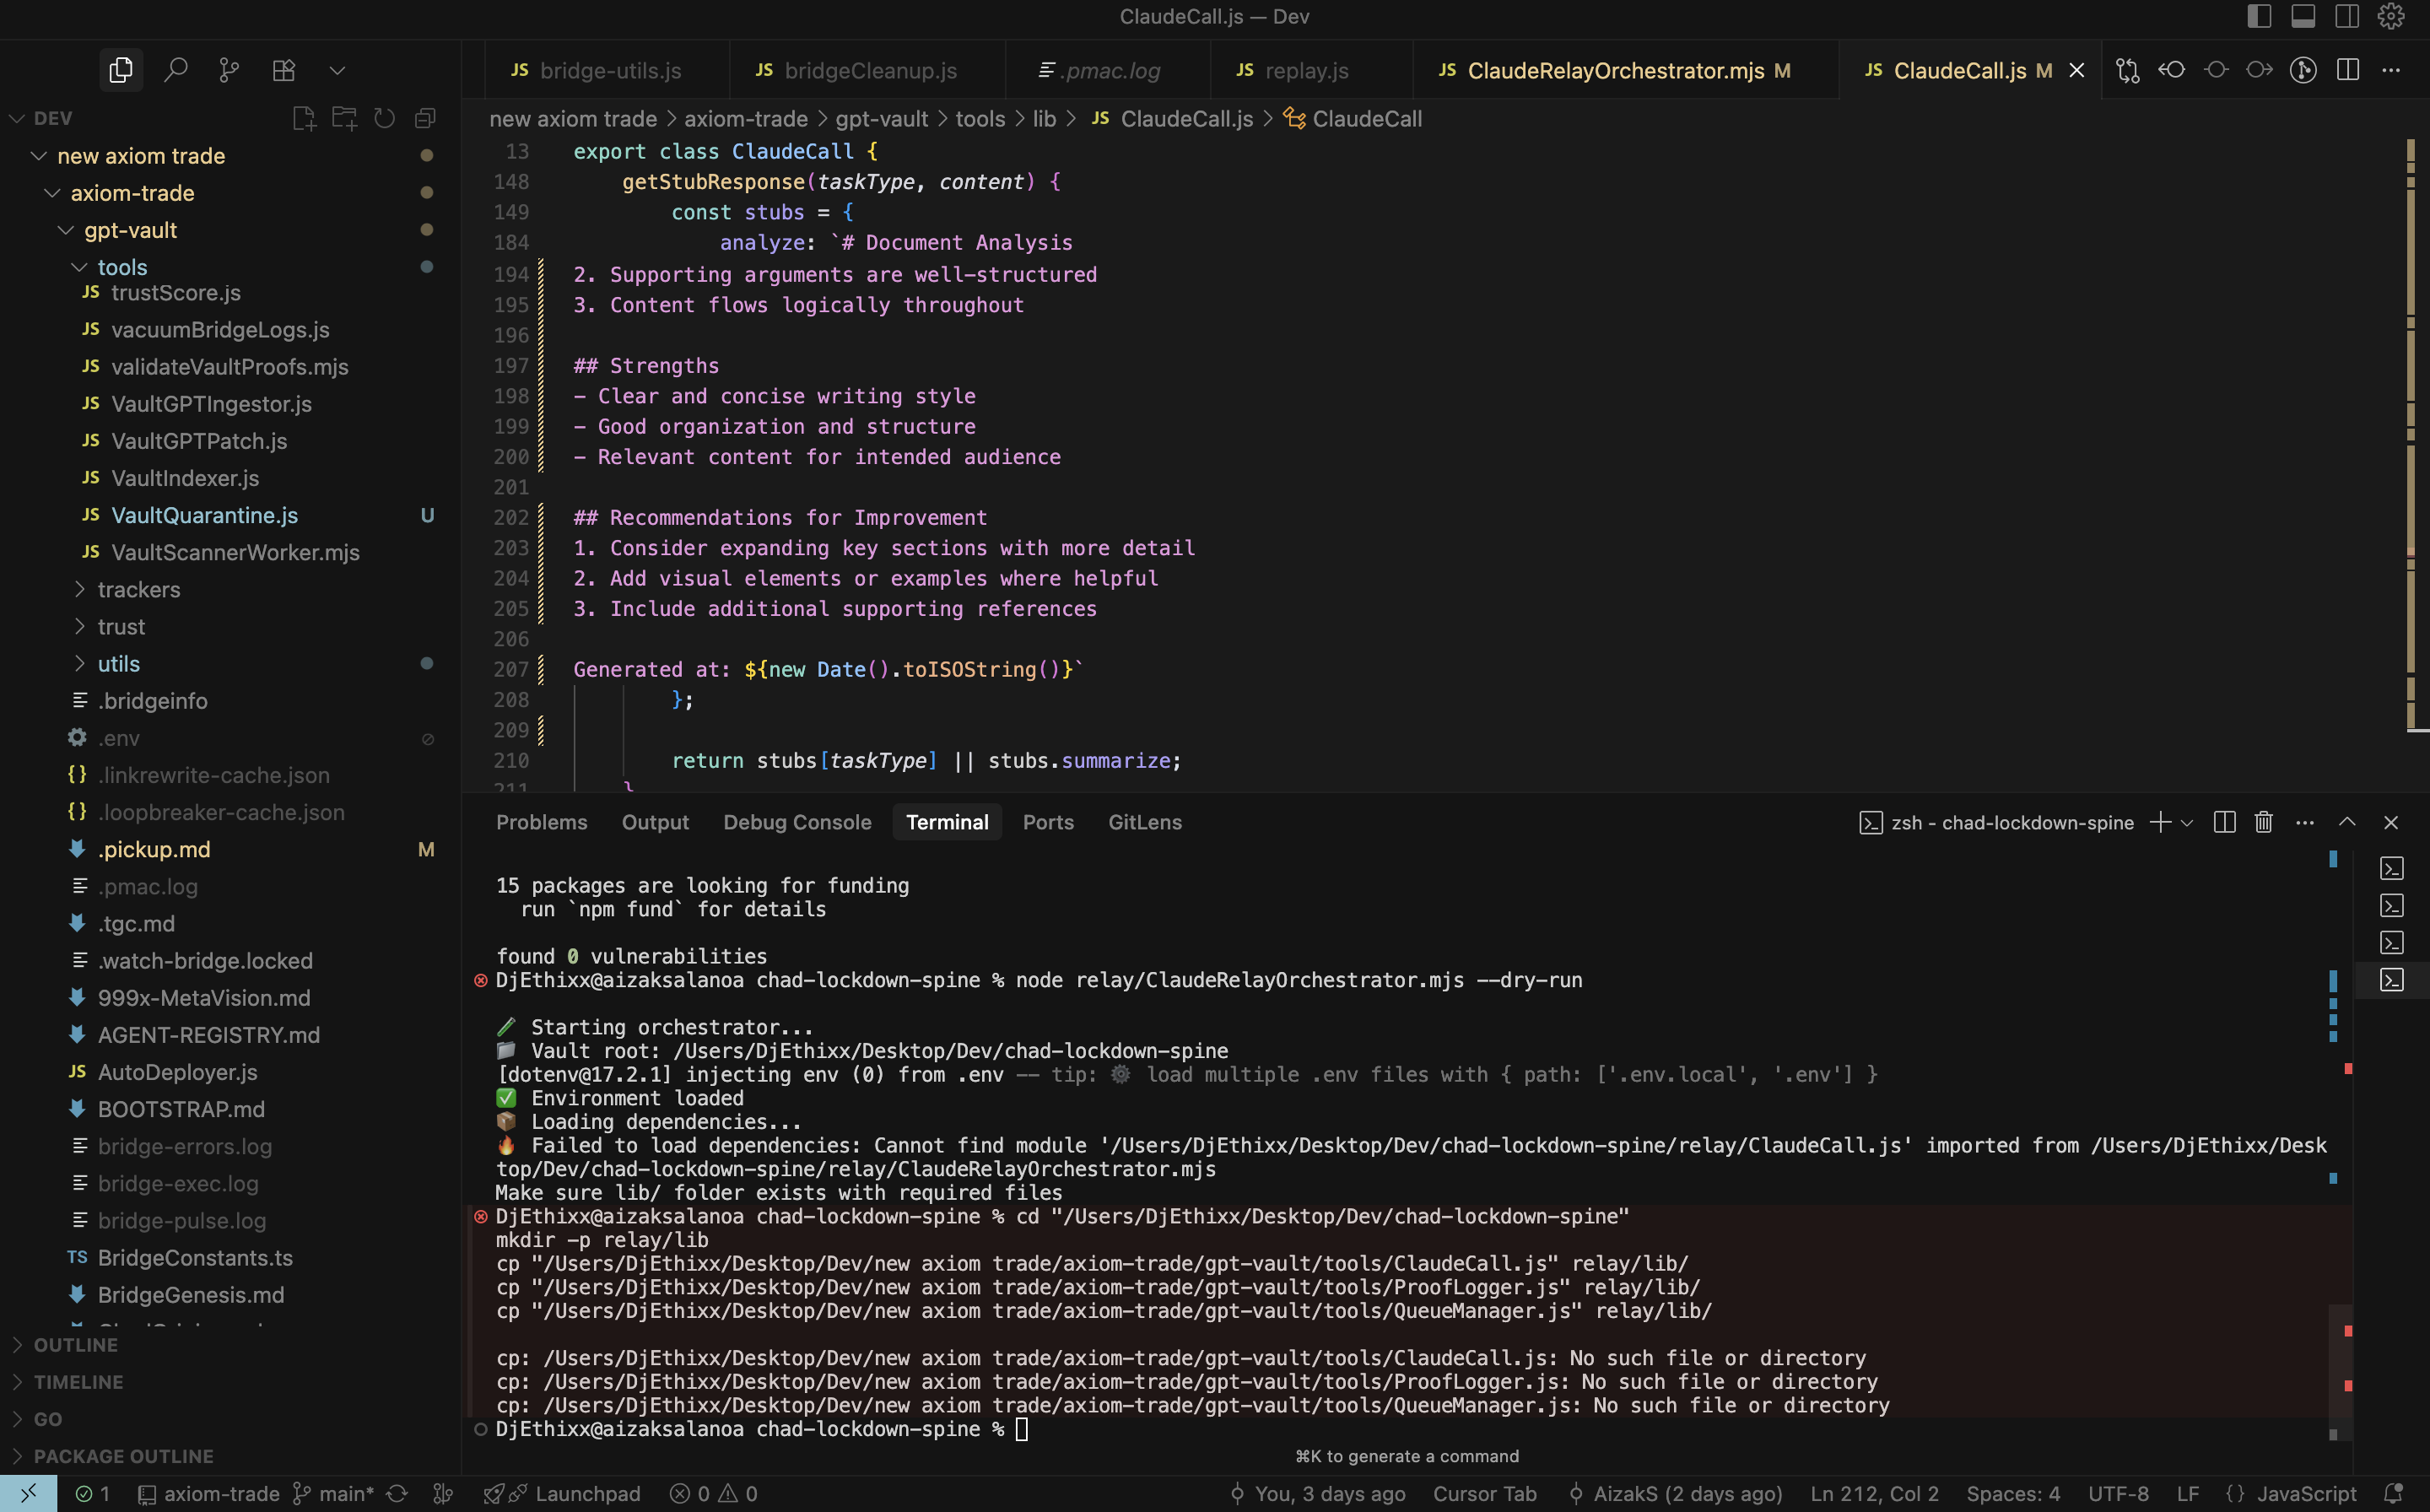 ClaudeCall.js — Dev
JS bridge-utils.js
JS bridgeCleanup.js
.pmac.log
JS replay.js
JS ClaudeRelayOrchestrator.mjs M
JS ClaudeCall.js M
DEV
new axiom trade
axiom-trade
gpt-vault
tools
JS trustScore.js
JS vacuumBridgeLogs.js
JS validateVaultProofs.mjs
JS VaultGPTIngestor.js
JS VaultGPTPatch.js
JS VaultIndexer.js
JS VaultQuarantine.js U
JS VaultScannerWorker.mjs
trackers
trust
utils
.bridgeinfo
.env
{} .linkrewrite-cache.json
{} .loopbreaker-cache.json
.pickup.md M
.pmac.log
.tgc.md
.watch-bridge.locked
999x-MetaVision.md
AGENT-REGISTRY.md
JS AutoDeployer.js
BOOTSTRAP.md
bridge-errors.log
bridge-exec.log
bridge-pulse.log
TS BridgeConstants.ts
BridgeGenesis.md
OUTLINE
TIMELINE
GO
PACKAGE OUTLINE
new axiom trade > axiom-trade > gpt-vault > tools > lib > JS ClaudeCall.js > ClaudeCall
13 export class ClaudeCall {
148 getStubResponse(taskType, content) {
149 const stubs = {
184 analyze: `# Document Analysis
194 2. Supporting arguments are well-structured
195 3. Content flows logically throughout
196
197 ## Strengths
198 - Clear and concise writing style
199 - Good organization and structure
200 - Relevant content for intended audience
201
202 ## Recommendations for Improvement
203 1. Consider expanding key sections with more detail
204 2. Add visual elements or examples where helpful
205 3. Include additional supporting references
206
207 Generated at: ${new Date().toISOString()}`
208 };
209
210 return stubs[taskType] || stubs.summarize;
211 }
Problems Output Debug Console Terminal Ports GitLens
zsh - chad-lockdown-spine
15 packages are looking for funding
run `npm fund` for details
found 0 vulnerabilities
DjEthixx@aizaksalanoa chad-lockdown-spine % node relay/ClaudeRelayOrchestrator.mjs --dry-run
Starting orchestrator...
Vault root: /Users/DjEthixx/Desktop/Dev/chad-lockdown-spine
[dotenv@17.2.1] injecting env (0) from .env -- tip: ⚙️ load multiple .env files with { path: ['.env.local', '.env'] }
✅ Environment loaded
📦 Loading dependencies...
🔥 Failed to load dependencies: Cannot find module '/Users/DjEthixx/Desktop/Dev/chad-lockdown-spine/relay/ClaudeCall.js' imported from /Users/DjEthixx/Desk
top/Dev/chad-lockdown-spine/relay/ClaudeRelayOrchestrator.mjs
Make sure lib/ folder exists with required files
DjEthixx@aizaksalanoa chad-lockdown-spine % cd "/Users/DjEthixx/Desktop/Dev/chad-lockdown-spine"
mkdir -p relay/lib
cp "/Users/DjEthixx/Desktop/Dev/new axiom trade/axiom-trade/gpt-vault/tools/ClaudeCall.js" relay/lib/
cp "/Users/DjEthixx/Desktop/Dev/new axiom trade/axiom-trade/gpt-vault/tools/ProofLogger.js" relay/lib/
cp "/Users/DjEthixx/Desktop/Dev/new axiom trade/axiom-trade/gpt-vault/tools/QueueManager.js" relay/lib/
cp: /Users/DjEthixx/Desktop/Dev/new axiom trade/axiom-trade/gpt-vault/tools/ClaudeCall.js: No such file or directory
cp: /Users/DjEthixx/Desktop/Dev/new axiom trade/axiom-trade/gpt-vault/tools/ProofLogger.js: No such file or directory
cp: /Users/DjEthixx/Desktop/Dev/new axiom trade/axiom-trade/gpt-vault/tools/QueueManager.js: No such file or directory
DjEthixx@aizaksalanoa chad-lockdown-spine %
⌘K to generate a command
1 axiom-trade main* Launchpad 0 0 You, 3 days ago Cursor Tab AizakS (2 days ago) Ln 212, Col 2 Spaces: 4 UTF-8 LF {} JavaScript